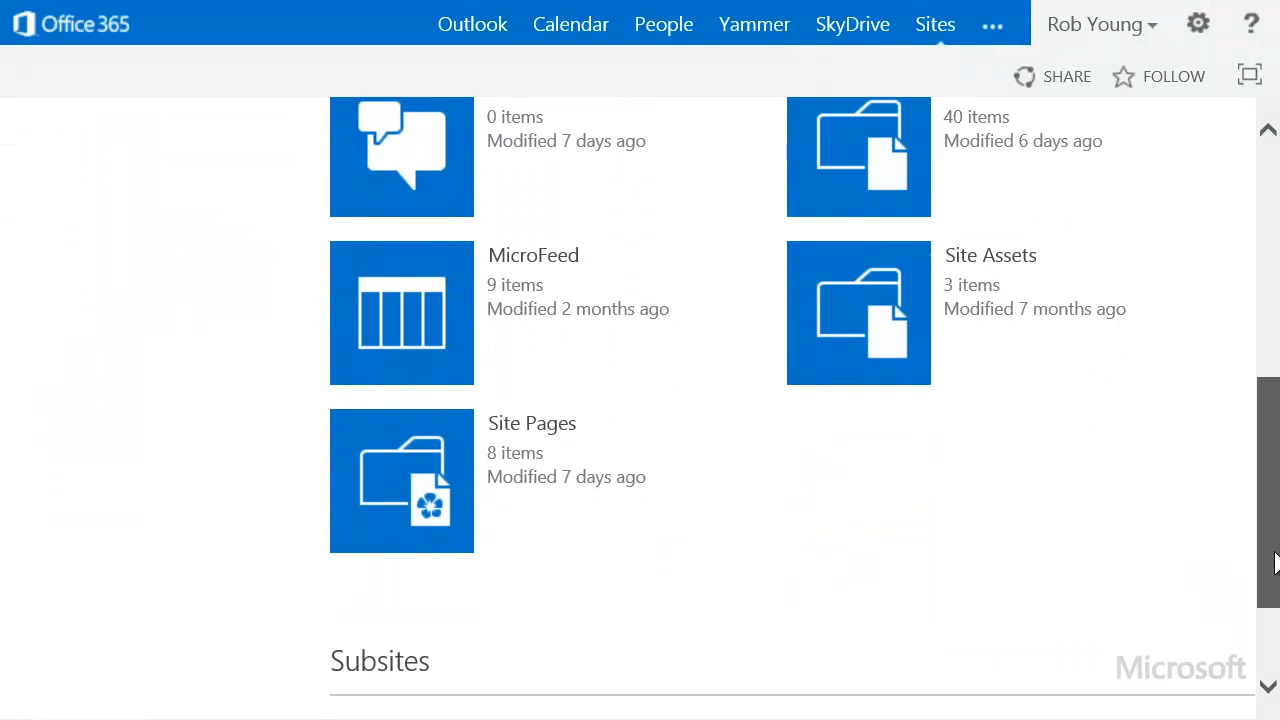 Office 365
Outlook Calendar People Yammer SkyDrive Sites ... Rob Young ?
SHARE FOLLOW
0 items
Modified 7 days ago
40 items
Modified 6 days ago
MicroFeed
9 items
Modified 2 months ago
Site Assets
3 items
Modified 7 months ago
Site Pages
8 items
Modified 7 days ago
Subsites
Microsoft